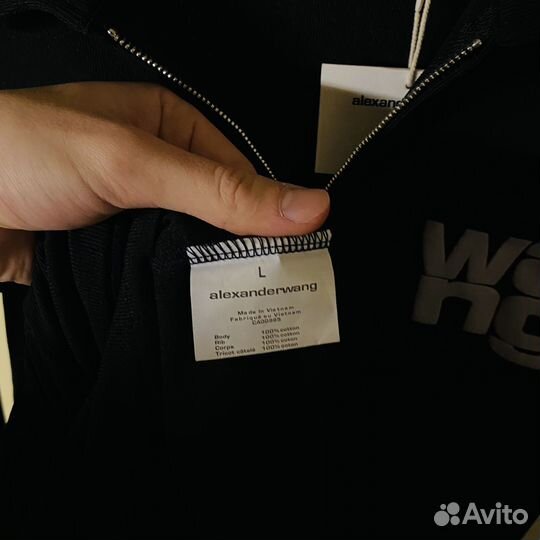 alexander
wa
ng
L
alexanderwang
Made in Vietnam
Fabriqué au Vietnam
Body 100% cotton
Rib 100% cotton
Corps 100% coton
Tricot côtelé 100% coton
Avito